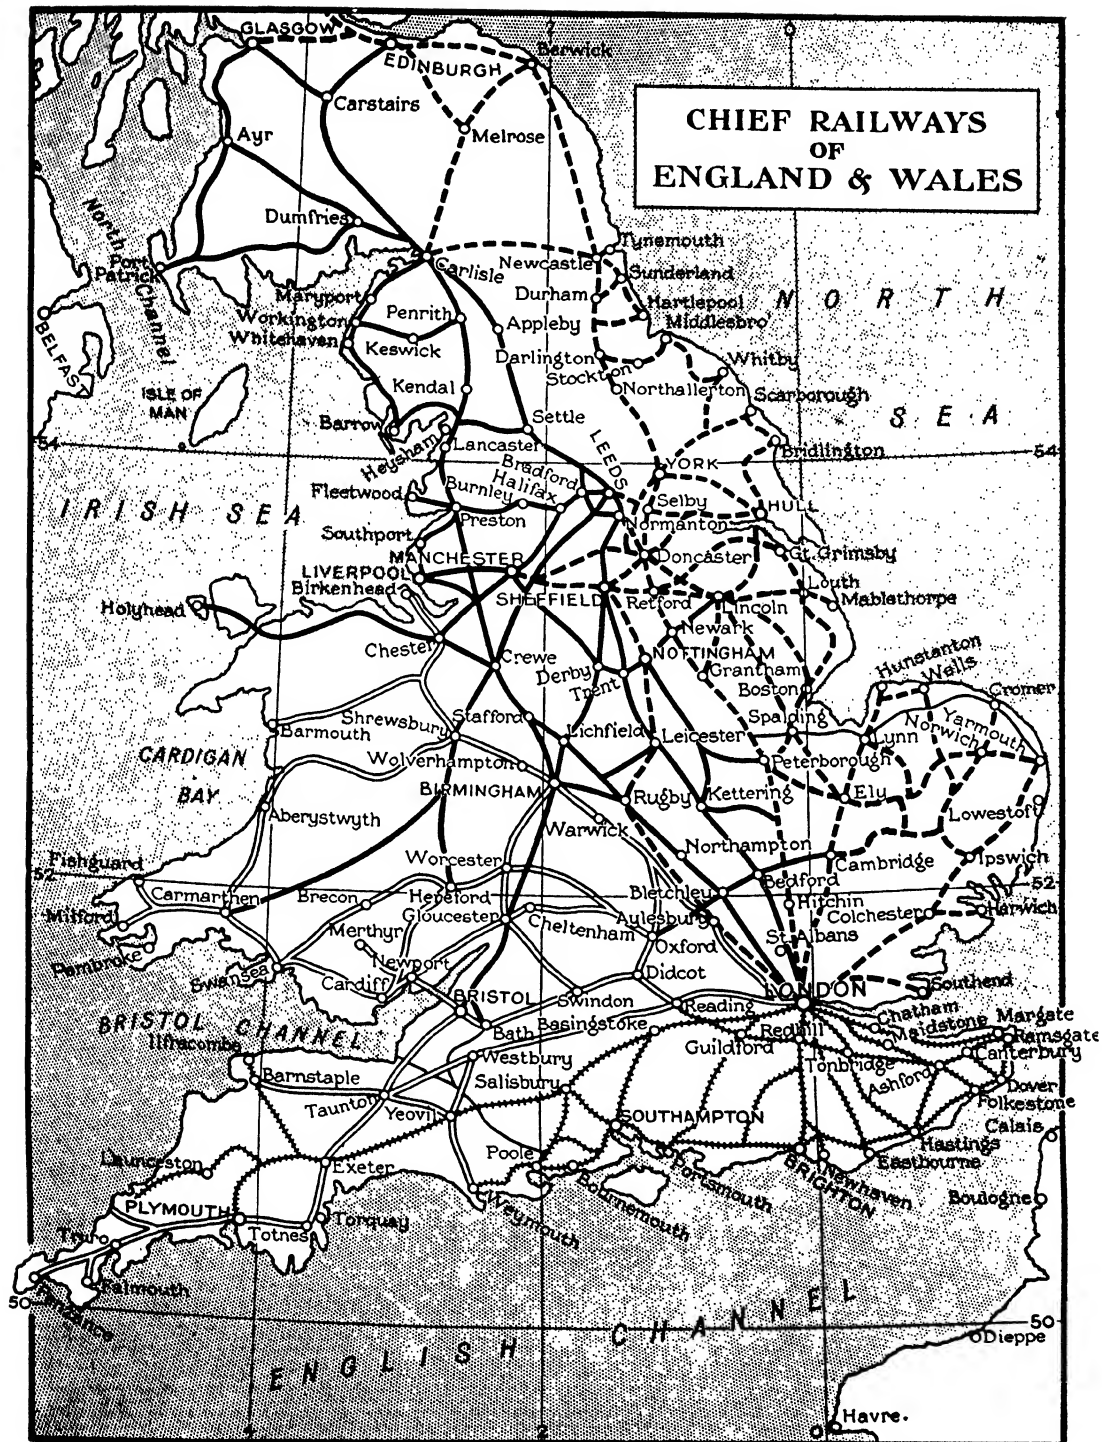 CHIEF RAILWAYS
OF
ENGLAND & WALES
2
0
GLASGOW
EDINBURGH
Berwick
Carstairs
Ayr
Melrose
Dumfries
North Channel
Port
Patrick
Carlisle
Newcastle
Tynemouth
Sunderland
Durham
Hartlepool
Middlesbro
NORTH
SEA
Maryport
Workington
Whitehaven
Penrith
Keswick
Appleby
Darlington
Stockton
Whitby
Northallerton
Scarborough
BELFAST
ISLE OF
MAN
Kendal
Settle
Barrow
Heysham
Lancaster
54
54
Bridlington
LEEDS
YORK
Bradford
Halifax
Burnley
Fleetwood
Preston
Selby
HULL
Normanton
IRISH SEA
Southport
MANCHESTER
Doncaster
Gt. Grimsby
LIVERPOOL
Birkenhead
SHEFFIELD
Retford
Lincoln
Louth
Mablethorpe
Holyhead
Chester
Crewe
Newark
NOTTINGHAM
Derby
Trent
Grantham
Boston
Hunstanton
Wells
Cromer
Barmouth
Shrewsbury
Stafford
Lichfield
Leicester
Spalding
Lynn
Norwich
Yarmouth
CARDIGAN
BAY
Wolverhampton
BIRMINGHAM
Peterborough
Rugby
Kettering
Ely
Lowestoft
Aberystwyth
Warwick
Northampton
Cambridge
Ipswich
Fishguard
52
52
Worcester
Carmarthen
Brecon
Hereford
Bletchley
Bedford
Milford
Gloucester
Cheltenham
Aylesbury
Hitchin
Colchester
Harwich
Pembroke
Merthyr
Oxford
St. Albans
Swansea
Newport
Cardiff
Didcot
LONDON
Southend
BRISTOL
Swindon
Reading
Chatham
BRISTOL CHANNEL
Bath
Basingstoke
Redhill
Maidstone
Margate
Ramsgate
Ilfracombe
Westbury
Guildford
Tonbridge
Canterbury
Barnstaple
Salisbury
Ashford
Dover
Taunton
Yeovil
SOUTHAMPTON
Folkestone
Calais
Launceston
Exeter
Poole
Hastings
Eastbourne
Bournemouth
Portsmouth
BRIGHTON
Newhaven
Boulogne
PLYMOUTH
Totnes
Torquay
Weymouth
Truro
Falmouth
Penzance
50
50
ENGLISH CHANNEL
Dieppe
Havre.
4
2
0